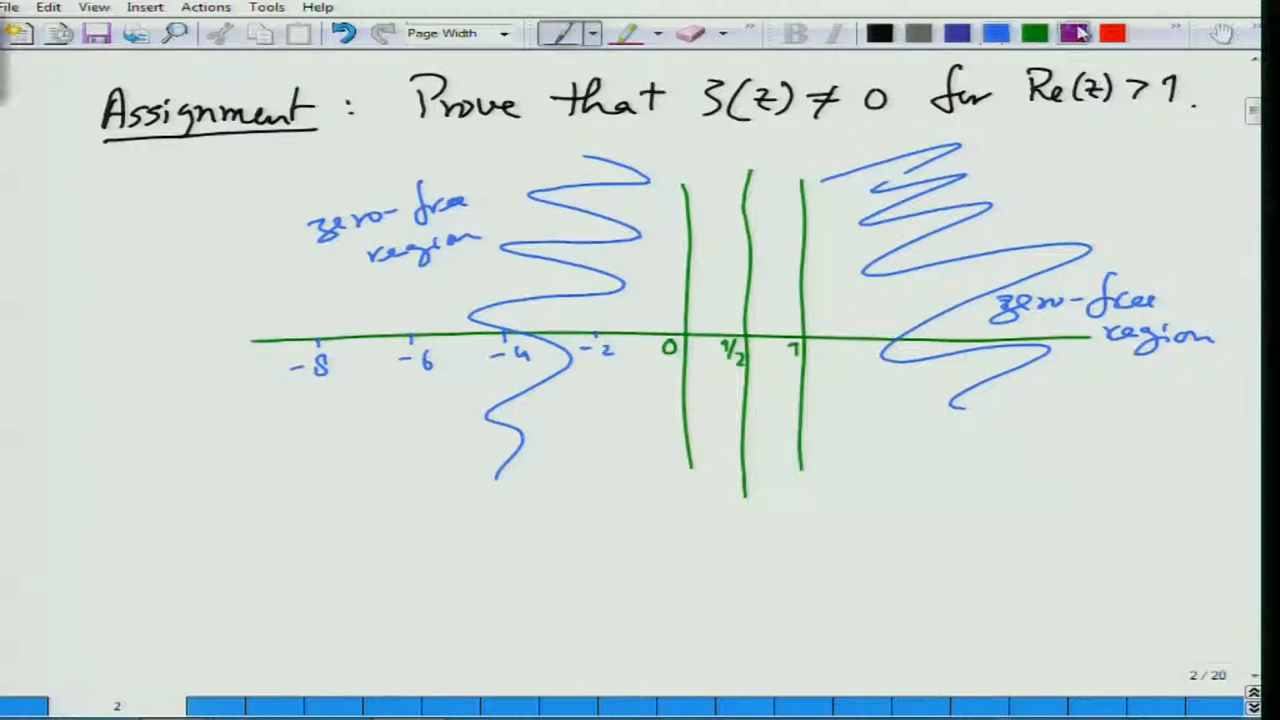 File Edit View Insert Actions Tools Help
Page Width
Assignment : Prove that ζ(z) ≠ 0 for Re(z) > 1.
zero-free
region
zero-free
region
-8 -6 -4 -2 0 1/2 1
2 / 20
2